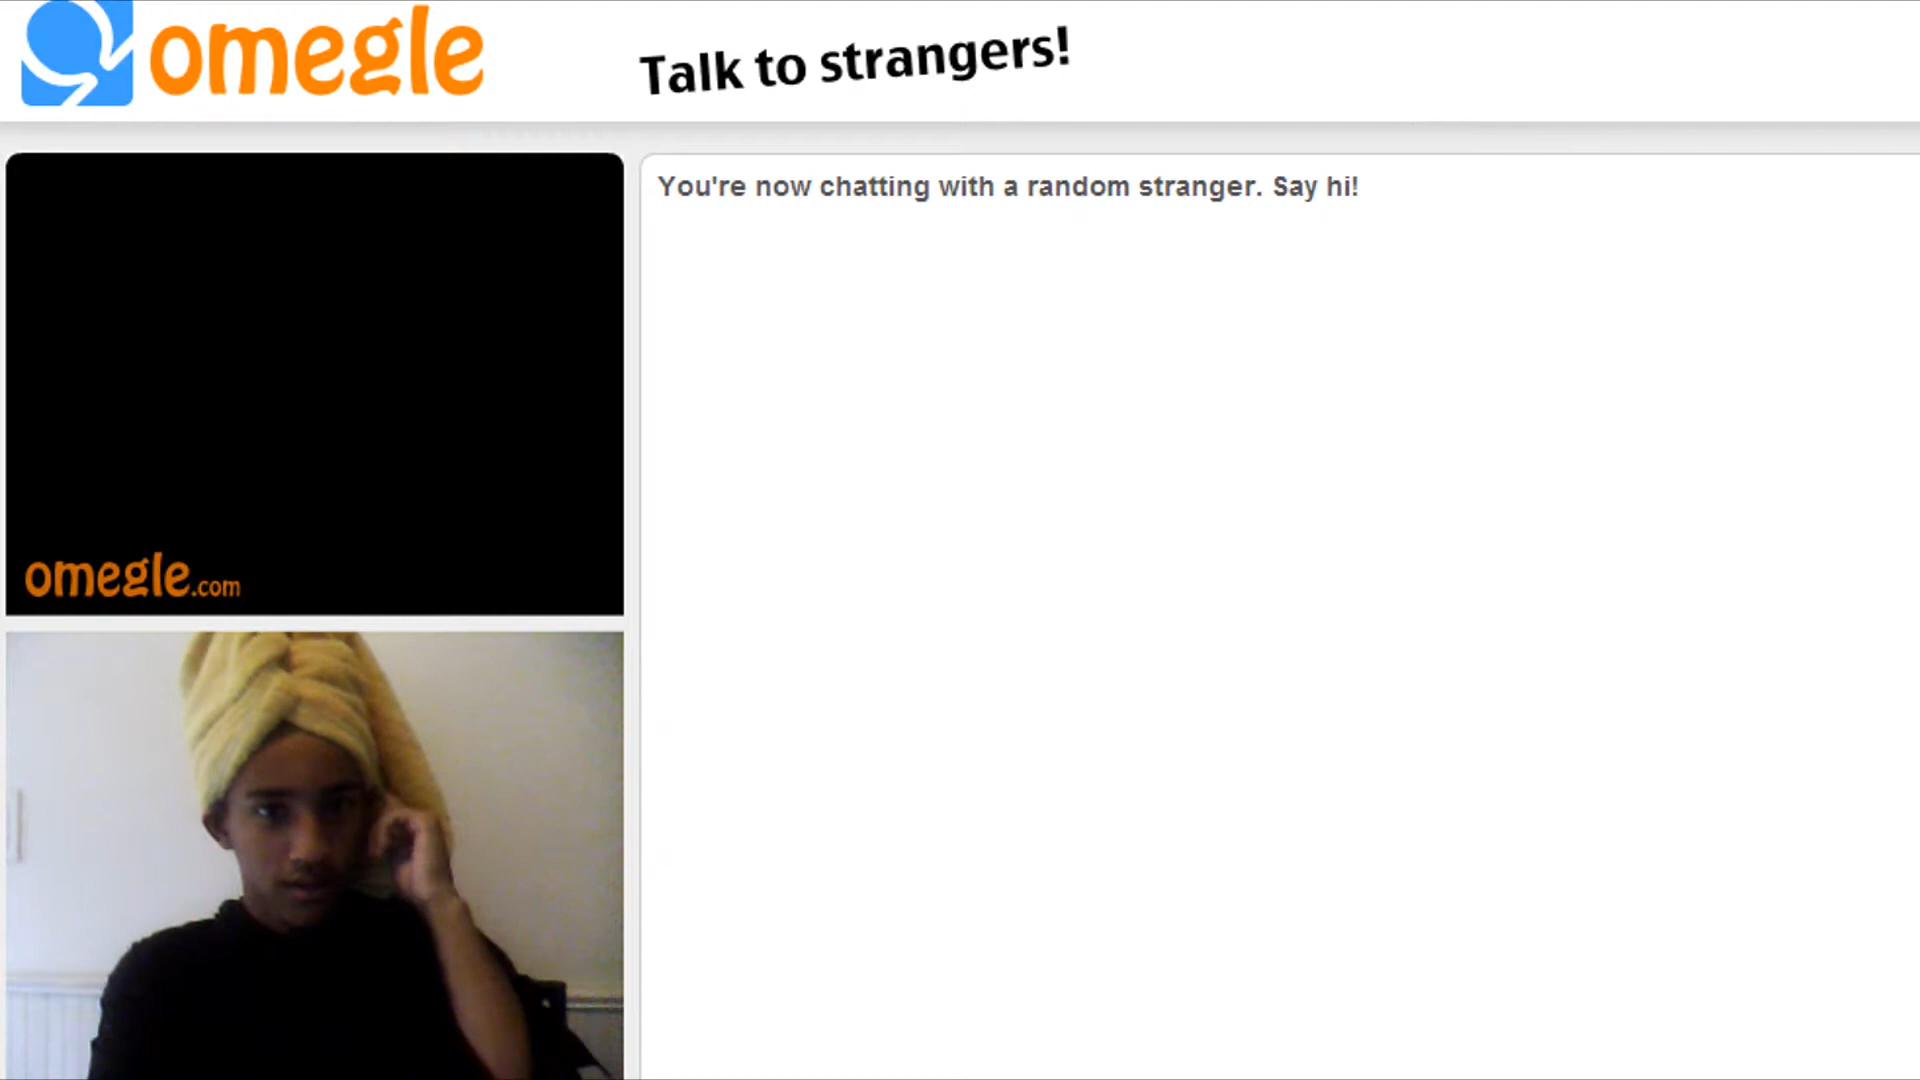 omegle
Talk to strangers!
You're now chatting with a random stranger. Say hi!
omegle.com